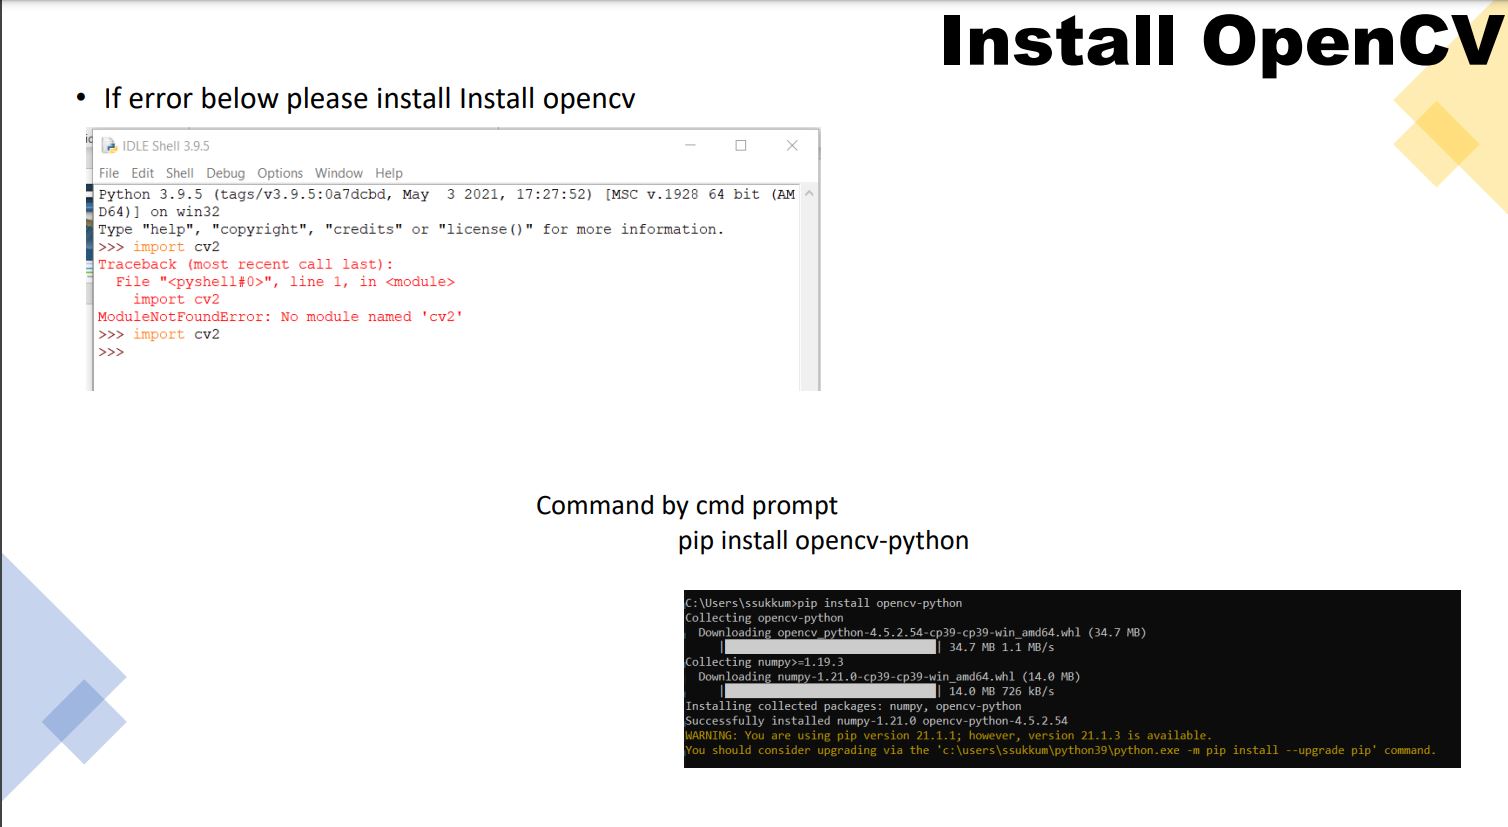 Install OpenCV
• If error below please install Install opencv
IDLE Shell 3.9.5
File Edit Shell Debug Options Window Help
Python 3.9.5 (tags/v3.9.5:0a7dcbd, May  3 2021, 17:27:52) [MSC v.1928 64 bit (AM
D64)] on win32
Type "help", "copyright", "credits" or "license()" for more information.
>>> import cv2
Traceback (most recent call last):
  File "<pyshell#0>", line 1, in <module>
    import cv2
ModuleNotFoundError: No module named 'cv2'
>>> import cv2
>>>
Command by cmd prompt
pip install opencv-python
C:\Users\ssukkum>pip install opencv-python
Collecting opencv-python
  Downloading opencv_python-4.5.2.54-cp39-cp39-win_amd64.whl (34.7 MB)
     | | 34.7 MB 1.1 MB/s
Collecting numpy>=1.19.3
  Downloading numpy-1.21.0-cp39-cp39-win_amd64.whl (14.0 MB)
     | | 14.0 MB 726 kB/s
Installing collected packages: numpy, opencv-python
Successfully installed numpy-1.21.0 opencv-python-4.5.2.54
WARNING: You are using pip version 21.1.1; however, version 21.1.3 is available.
You should consider upgrading via the 'c:\users\ssukkum\python39\python.exe -m pip install --upgrade pip' command.